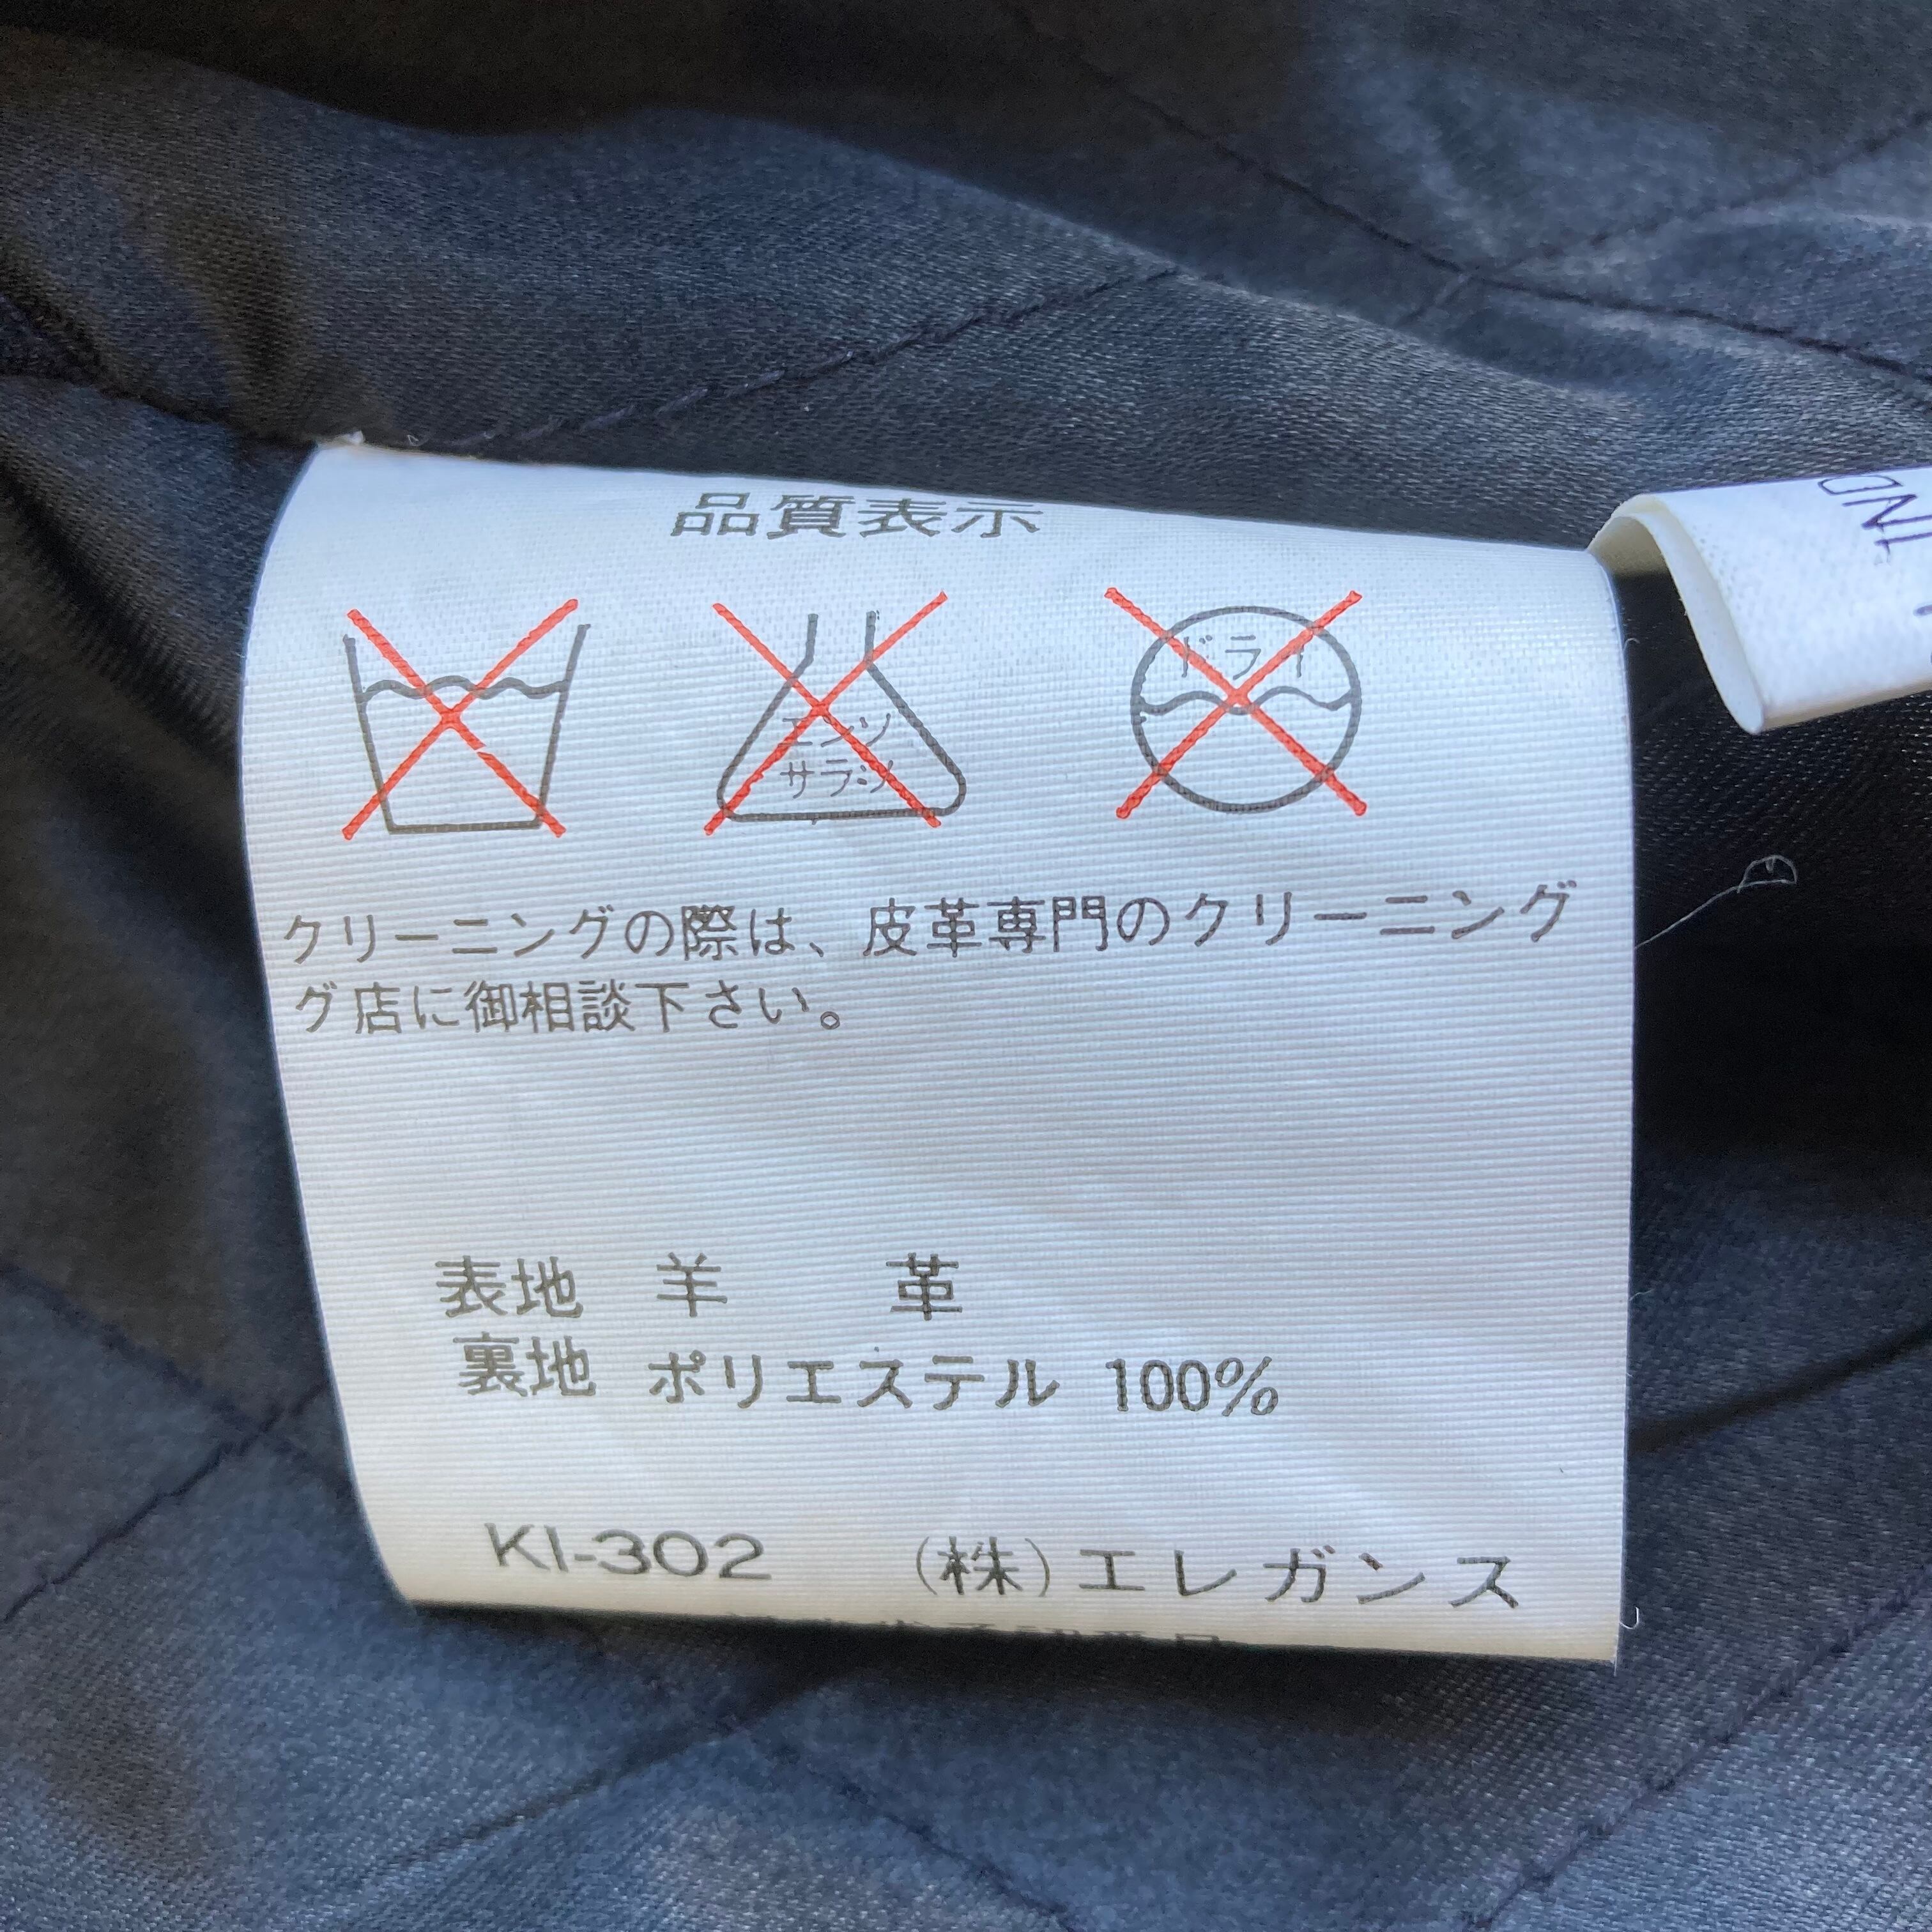 品質表示
エンソ
サラシ
ドライ
クリーニングの際は、皮革専門のクリーニング
グ店に御相談下さい。
表地 羊 革
裏地 ポリエステル 100%
KI-302 (株)エレガンス